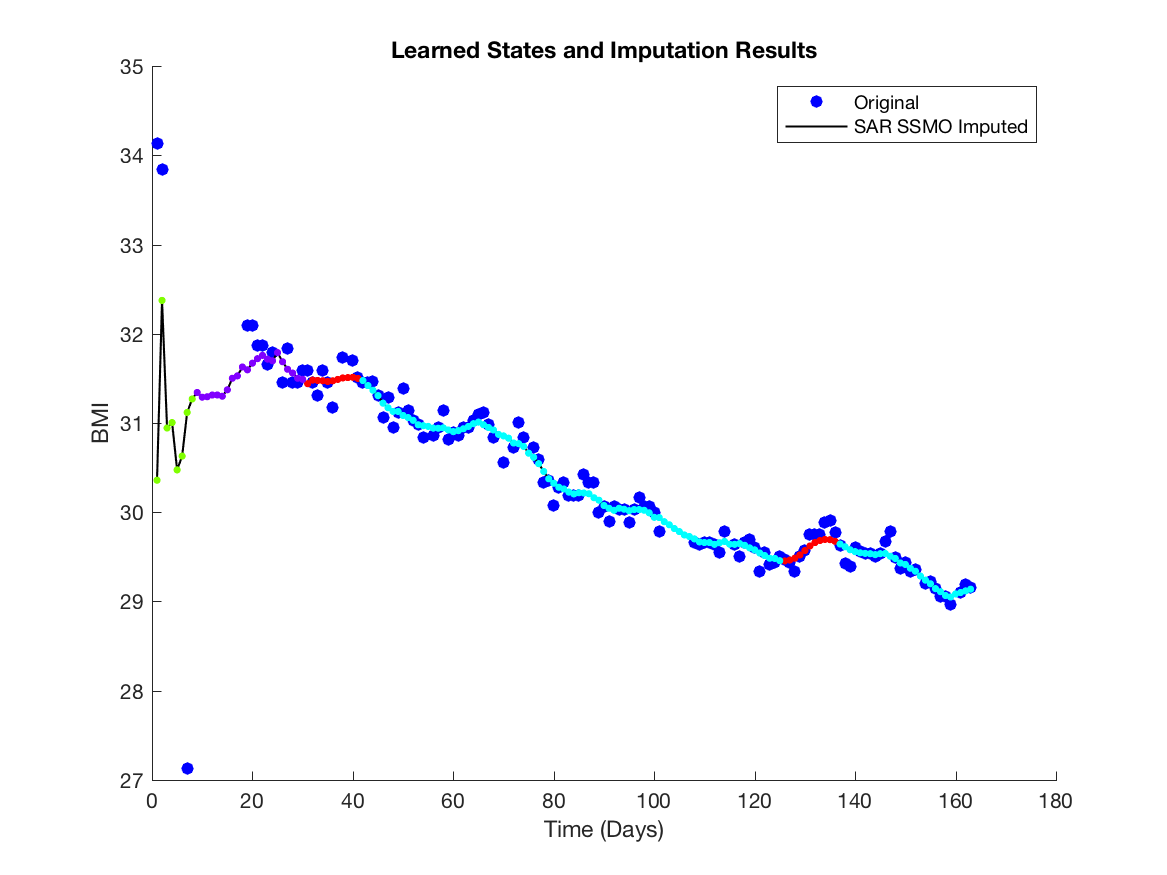 Learned States and Imputation Results
Original
SAR SSMO Imputed
BMI
35
34
33
32
31
30
29
28
27
0 20 40 60 80 100 120 140 160 180
Time (Days)